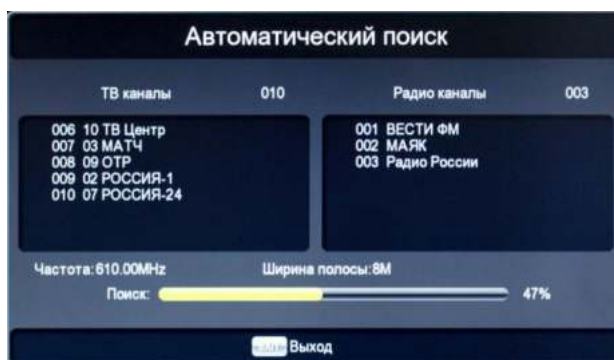 Автоматический поиск
ТВ каналы 010 Радио каналы 003
006 10 ТВ Центр
007 03 МАТЧ
008 09 ОТР
009 02 РОССИЯ-1
010 07 РОССИЯ-24
001 ВЕСТИ ФМ
002 МАЯК
003 Радио России
Частота:610.00MHz Ширина полосы:8M
Поиск: 47%
Выход